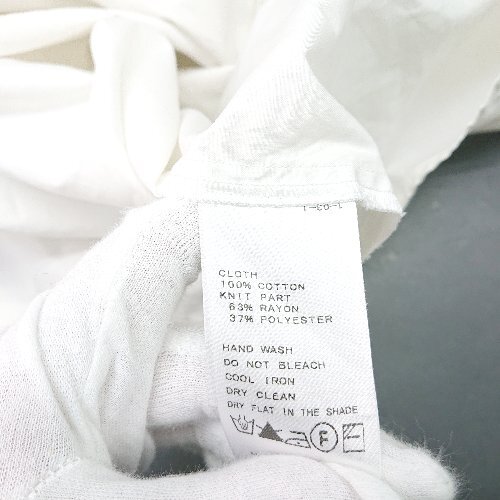 CLOTH
100% COTTON
KNIT PART
63% RAYON
37% POLYESTER
HAND WASH
DO NOT BLEACH
COOL IRON
DRY CLEAN
DRY FLAT IN THE SHADE
F